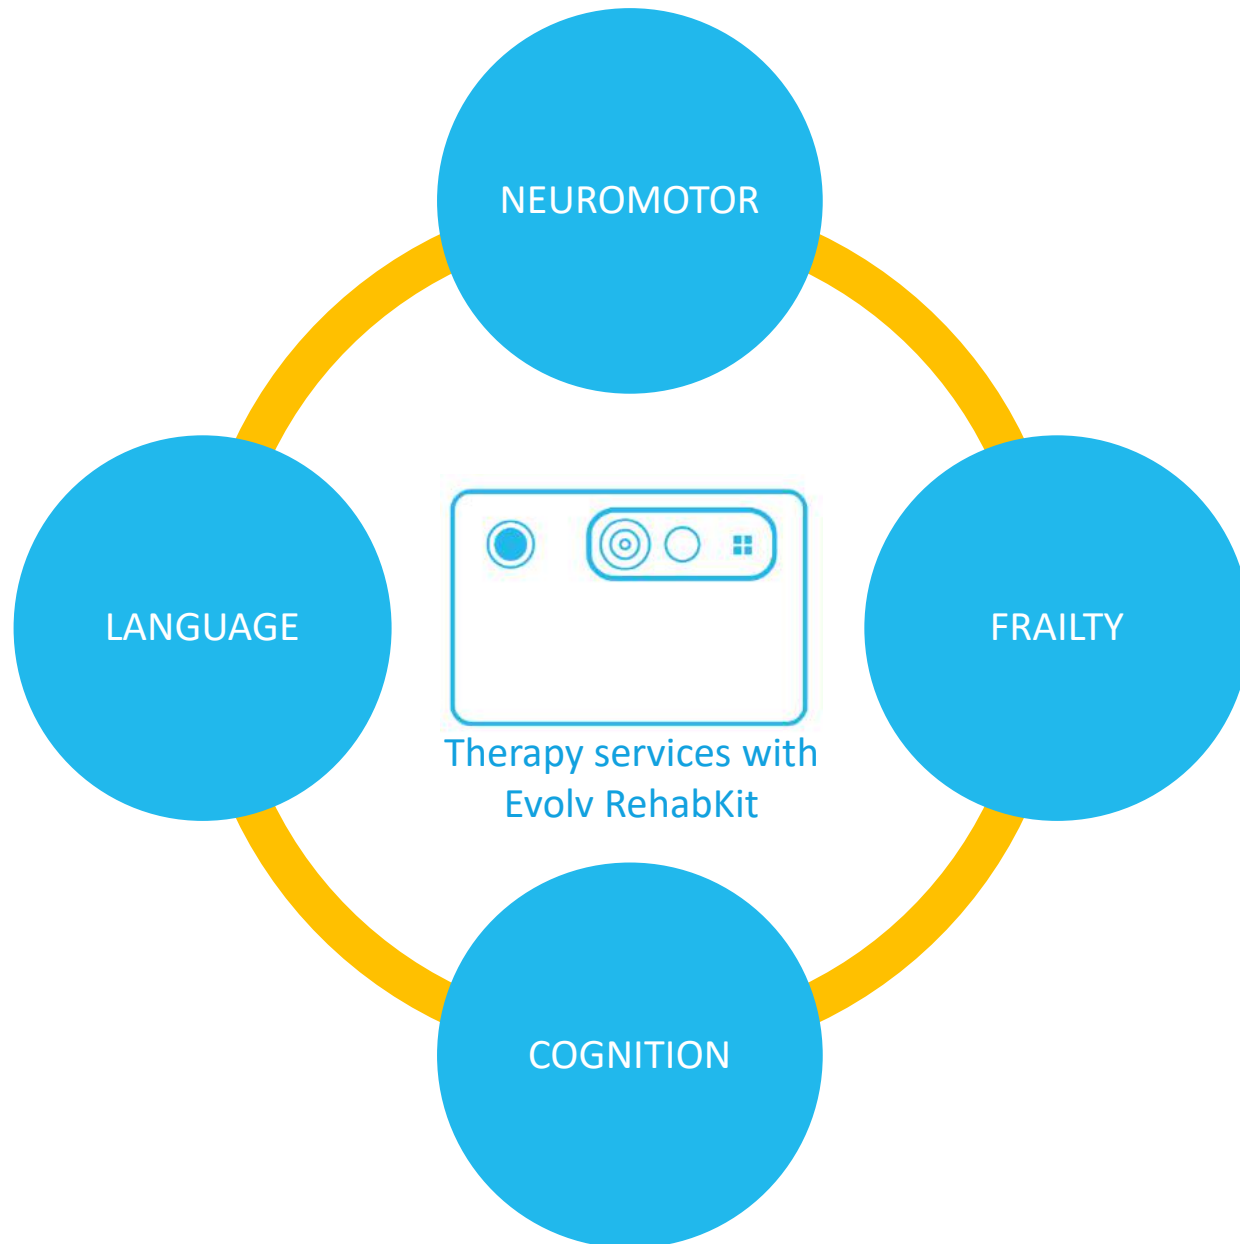 NEUROMOTOR
LANGUAGE
FRAILTY
Therapy services with
Evolv RehabKit
COGNITION